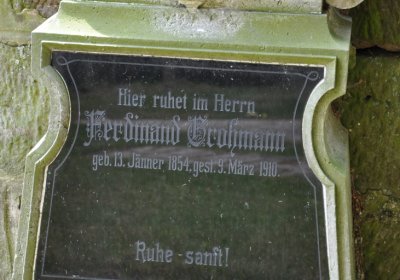 Hier ruhet im Herrn
Ferdinand Großmann
geb. 13. Jänner 1854, gest. 9. März 1910.
Ruhe-sanft!